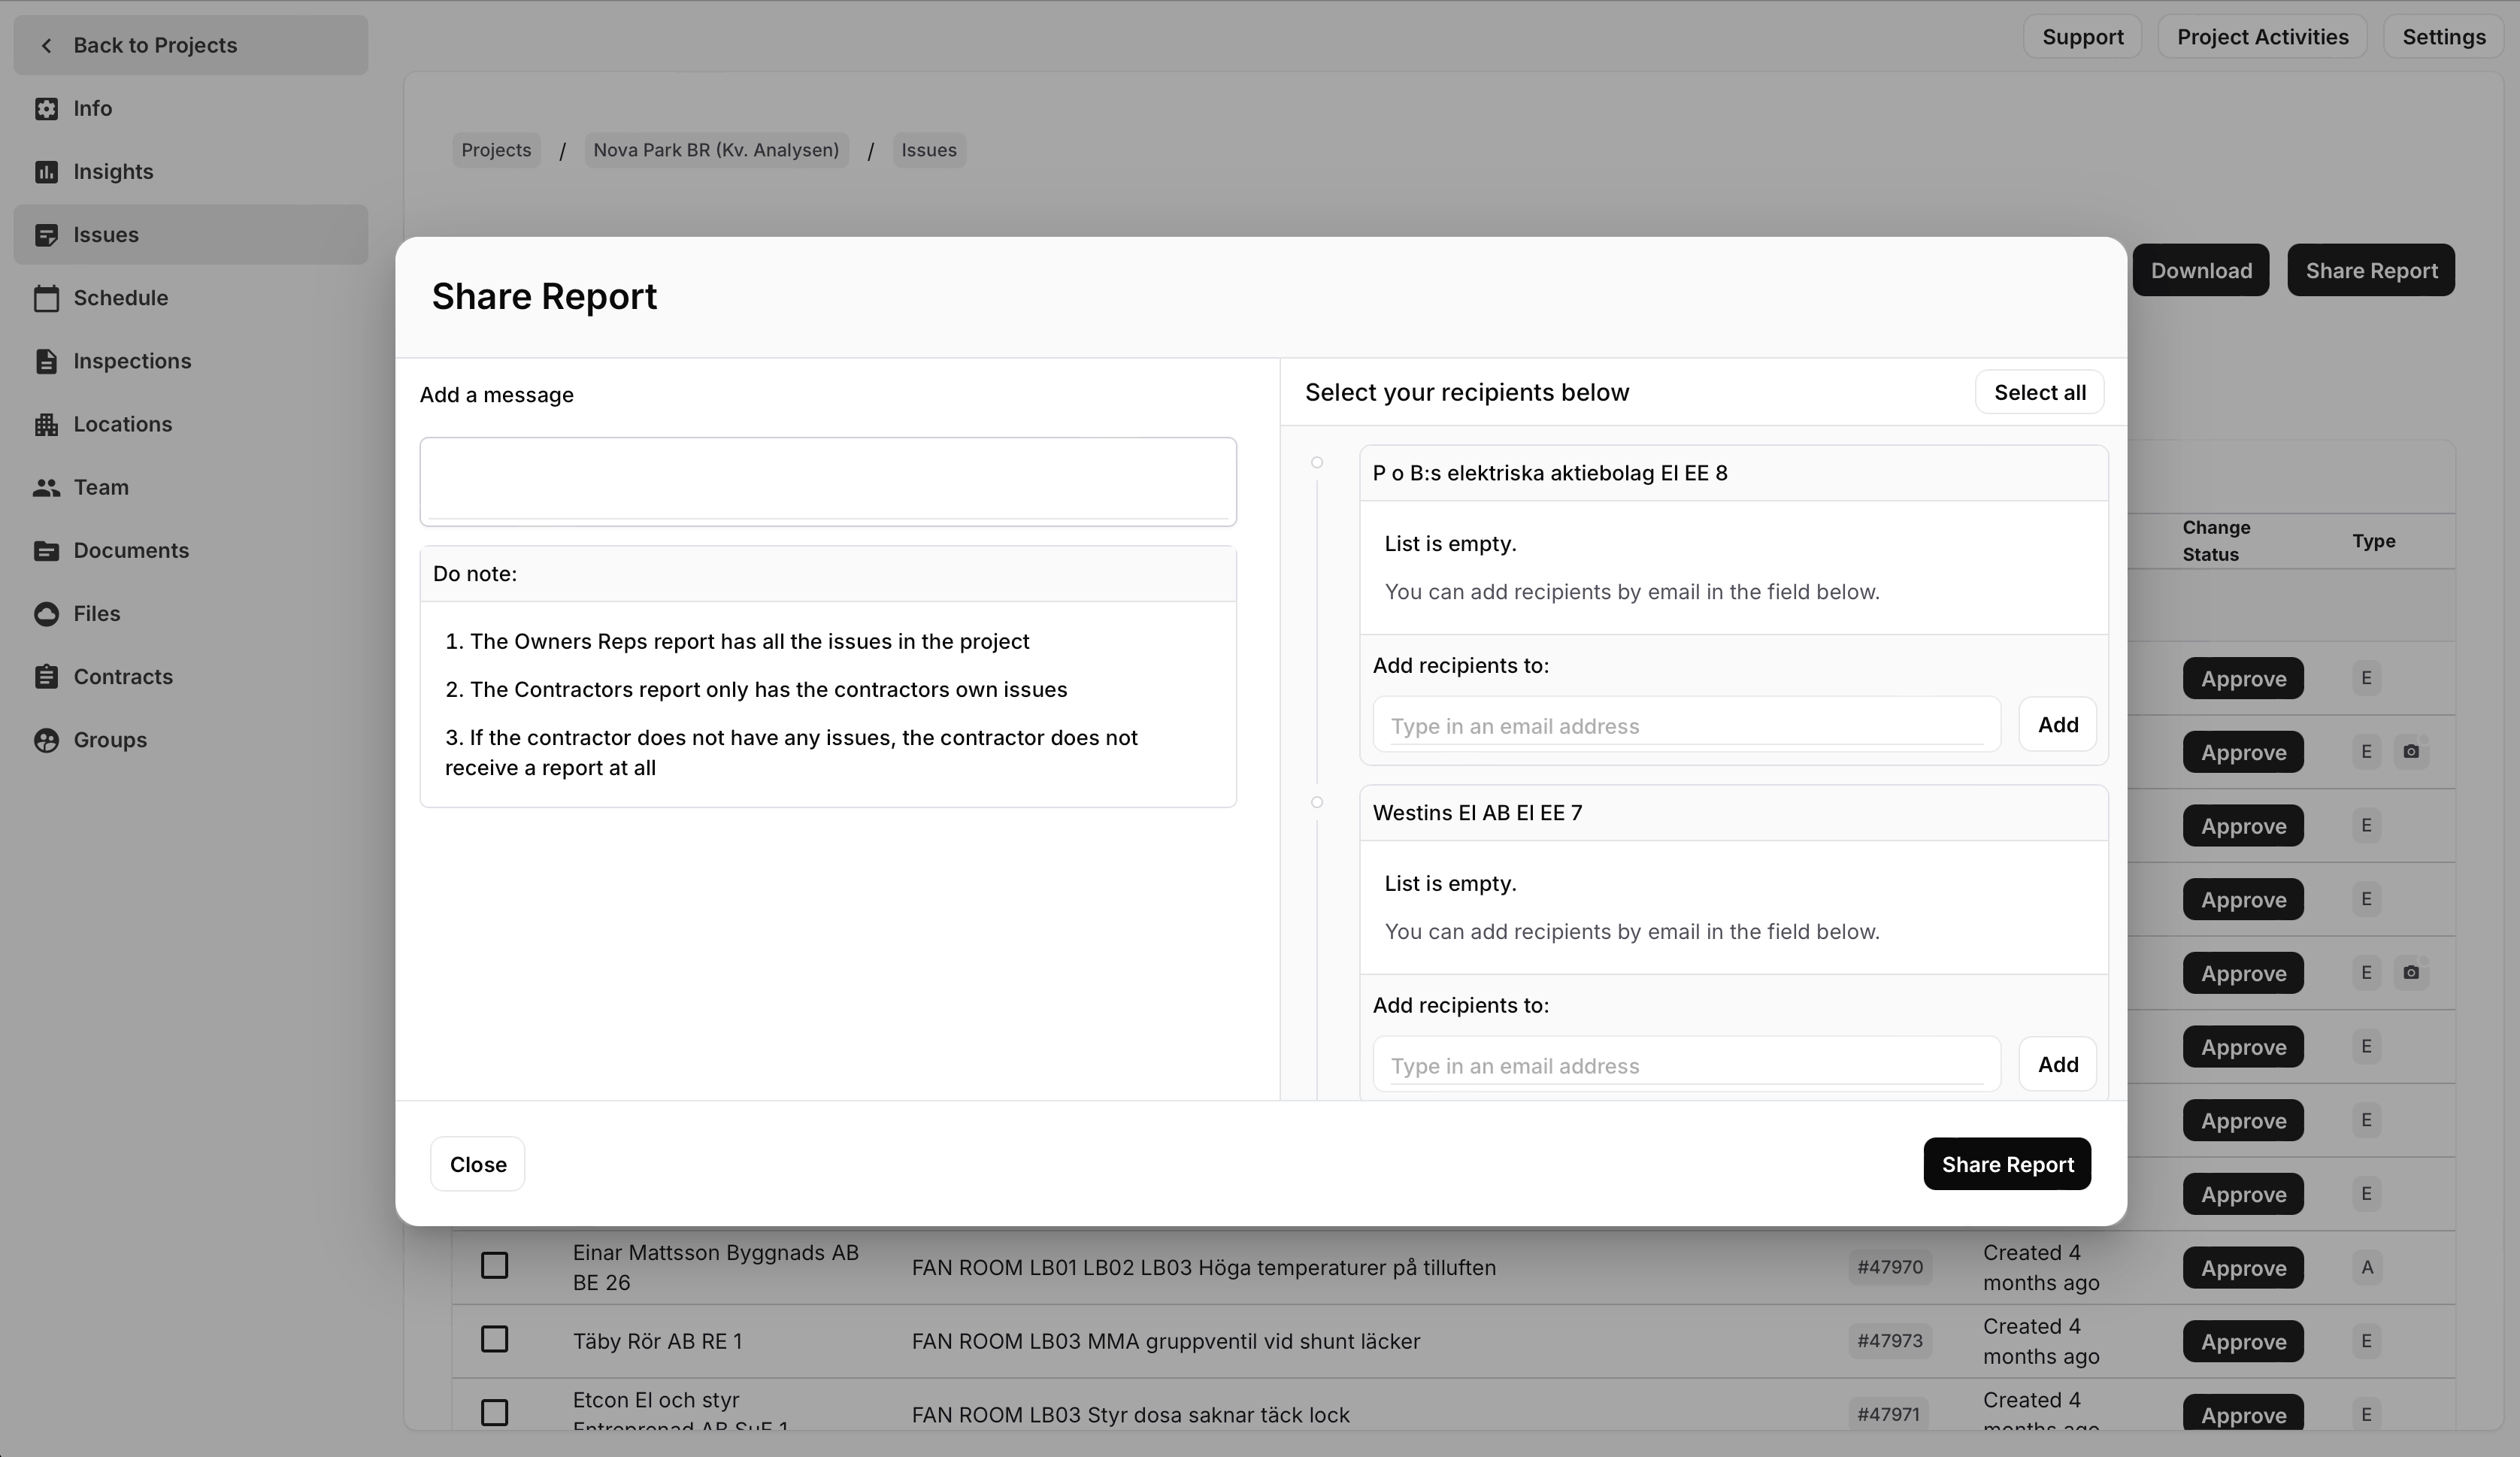 Back to Projects
Info
Insights
Issues
Schedule
Inspections
Locations
Team
Documents
Files
Contracts
Groups
Support
Project Activities
Settings
Projects / Nova Park BR (Kv. Analysen) / Issues
Download
Share Report
Share Report
Add a message
Do note:
1. The Owners Reps report has all the issues in the project
2. The Contractors report only has the contractors own issues
3. If the contractor does not have any issues, the contractor does not
receive a report at all
Select your recipients below
Select all
P o B:s elektriska aktiebolag El EE 8
List is empty.
You can add recipients by email in the field below.
Add recipients to:
Type in an email address
Add
Westins El AB El EE 7
List is empty.
You can add recipients by email in the field below.
Add recipients to:
Type in an email address
Add
Close
Share Report
Change
Status
Type
Approve E
Approve E
Approve E
Approve E
Approve E
Approve E
Approve E
Approve E
Einar Mattsson Byggnads AB
BE 26
FAN ROOM LB01 LB02 LB03 Höga temperaturer på tilluften
#47970
Created 4
months ago
Approve
A
Täby Rör AB RE 1
FAN ROOM LB03 MMA gruppventil vid shunt läcker
#47973
Created 4
months ago
Approve
E
Etcon El och styr
Entreprenad AB SuE 1
FAN ROOM LB03 Styr dosa saknar täck lock
#47971
Created 4
months ago
Approve
E